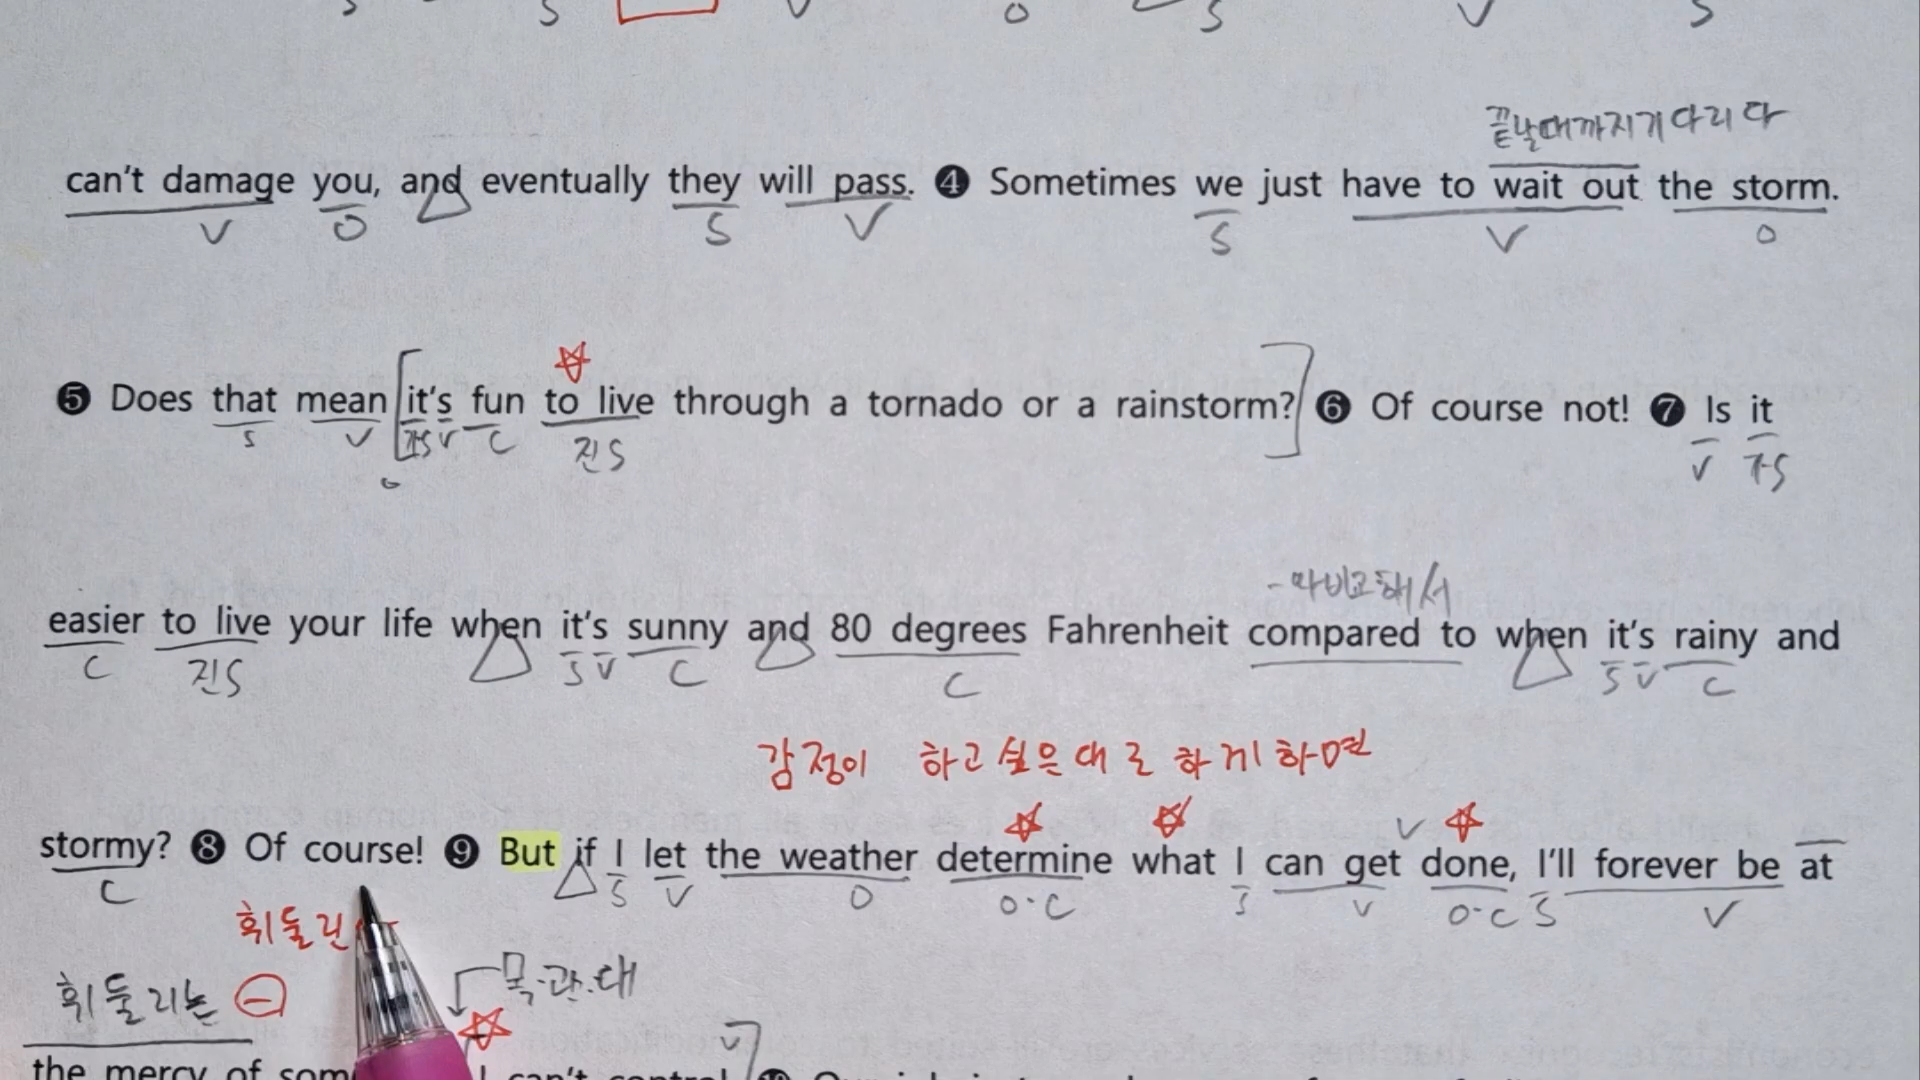 S S V O S V S
끝날때까지기다리다
can't damage you, and eventually they will pass. ❹ Sometimes we just have to wait out the storm.
V O S V S V O
❺ Does that mean [it's fun to live through a tornado or a rainstorm?] ❻ Of course not! ❼ Is it
S V 가S V C 진S V 가S
O
-와비교해서
easier to live your life when it's sunny and 80 degrees Fahrenheit compared to when it's rainy and
C 진S S V C C S V C
감정이 하고싶은대로하게하면
V
stormy? ❽ Of course! ❾ But if I let the weather determine what I can get done, I'll forever be at
C S V O O·C S V O·C S V
휘둘린
휘둘리는 ⊖ 목·관·대
V
the mercy of can't control